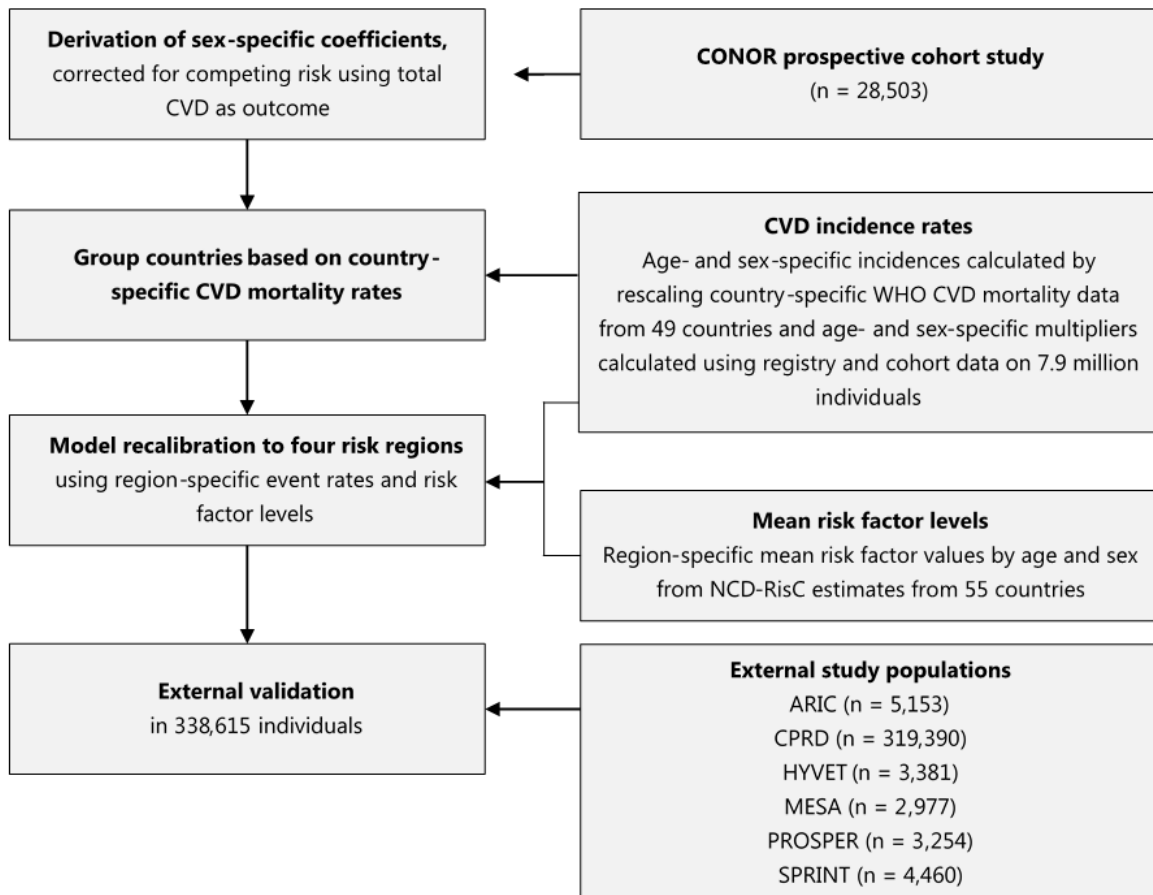 Derivation of sex-specific coefficients,
corrected for competing risk using total
CVD as outcome
CONOR prospective cohort study
(n = 28,503)
Group countries based on country-
specific CVD mortality rates
CVD incidence rates
Age- and sex-specific incidences calculated by
rescaling country-specific WHO CVD mortality data
from 49 countries and age- and sex-specific multipliers
calculated using registry and cohort data on 7.9 million
individuals
Model recalibration to four risk regions
using region-specific event rates and risk
factor levels
Mean risk factor levels
Region-specific mean risk factor values by age and sex
from NCD-RisC estimates from 55 countries
External validation
in 338,615 individuals
External study populations
ARIC (n = 5,153)
CPRD (n = 319,390)
HYVET (n = 3,381)
MESA (n = 2,977)
PROSPER (n = 3,254)
SPRINT (n = 4,460)